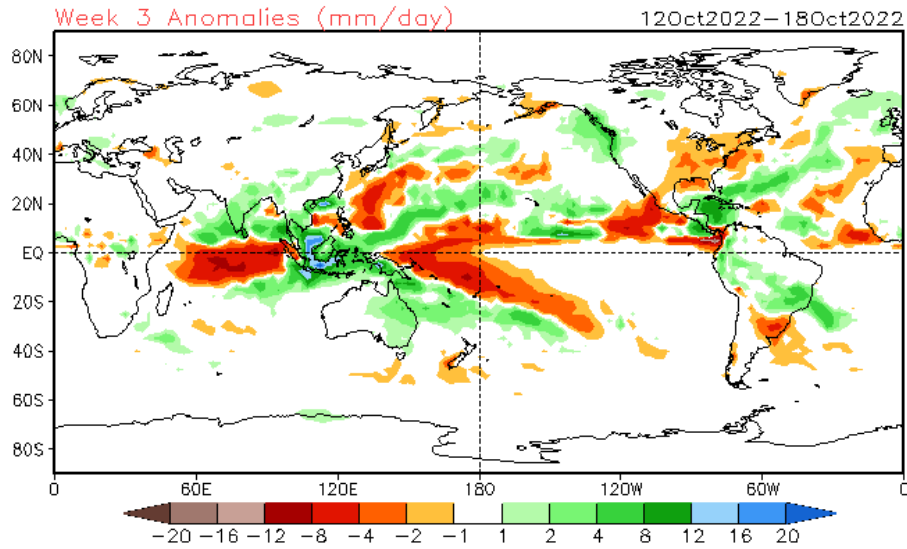 Week 3 Anomalies (mm/day) 12Oct2022–18Oct2022
80N
60N
40N
20N
EQ
20S
40S
60S
80S
0 60E 120E 180 120W 60W 0
−20 −16 −12 −8 −4 −2 −1 1 2 4 8 12 16 20